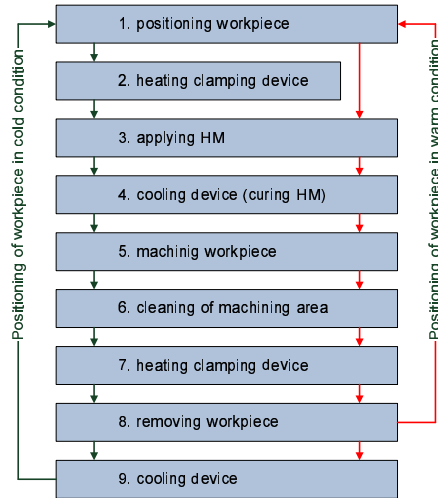 1. positioning workpiece
2. heating clamping device
3. applying HM
4. cooling device (curing HM)
5. machinig workpiece
6. cleaning of machining area
7. heating clamping device
8. removing workpiece
9. cooling device
Positioning of workpiece in cold condition
Positioning of workpiece in warm condition